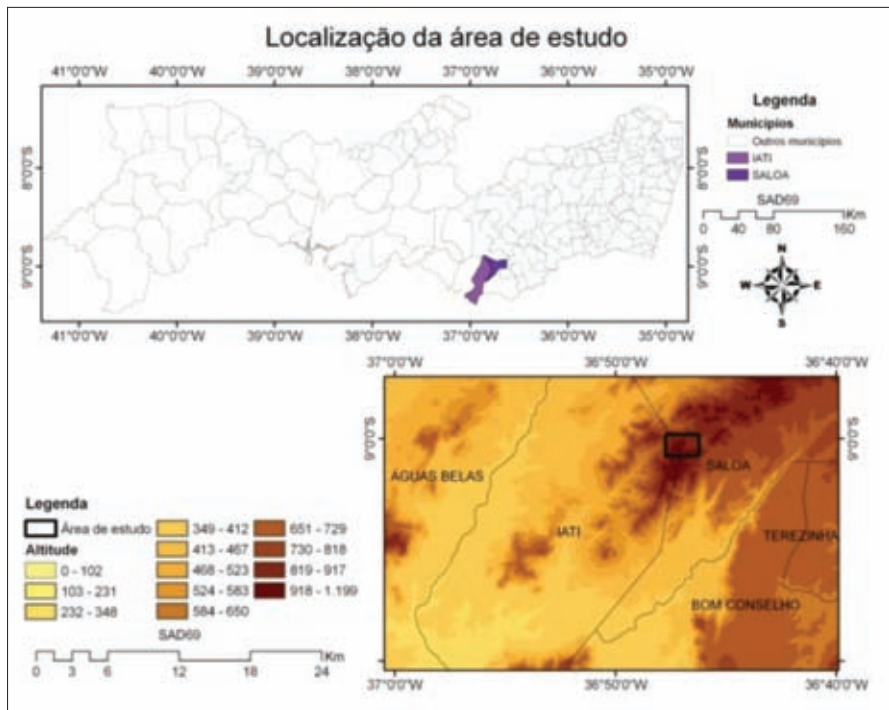 Localização da área de estudo
41°0'0"W 40°0'0"W 39°0'0"W 38°0'0"W 37°0'0"W 36°0'0"W 35°0'0"W
8°0'0"S
9°0'0"S
8°0'0"S
9°0'0"S
41°0'0"W 40°0'0"W 39°0'0"W 38°0'0"W 37°0'0"W 36°0'0"W 35°0'0"W
Legenda
Municípios
Outros municípios
IATI
SALOA
SAD69
Km
0 20 40 80 160
N
W E
S
37°0'0"W 36°50'0"W 36°40'0"W
9°0'0"S
9°0'0"S
ÁGUAS BELAS
SALOA
IATI
TEREZINHA
BOM CONSELHO
37°0'0"W 36°50'0"W 36°40'0"W
Legenda
Área de estudo
Altitude
0 - 102
103 - 231
232 - 348
349 - 412
413 - 467
468 - 523
524 - 583
584 - 650
651 - 729
730 - 818
819 - 917
918 - 1.199
SAD69
Km
0 3 6 12 18 24